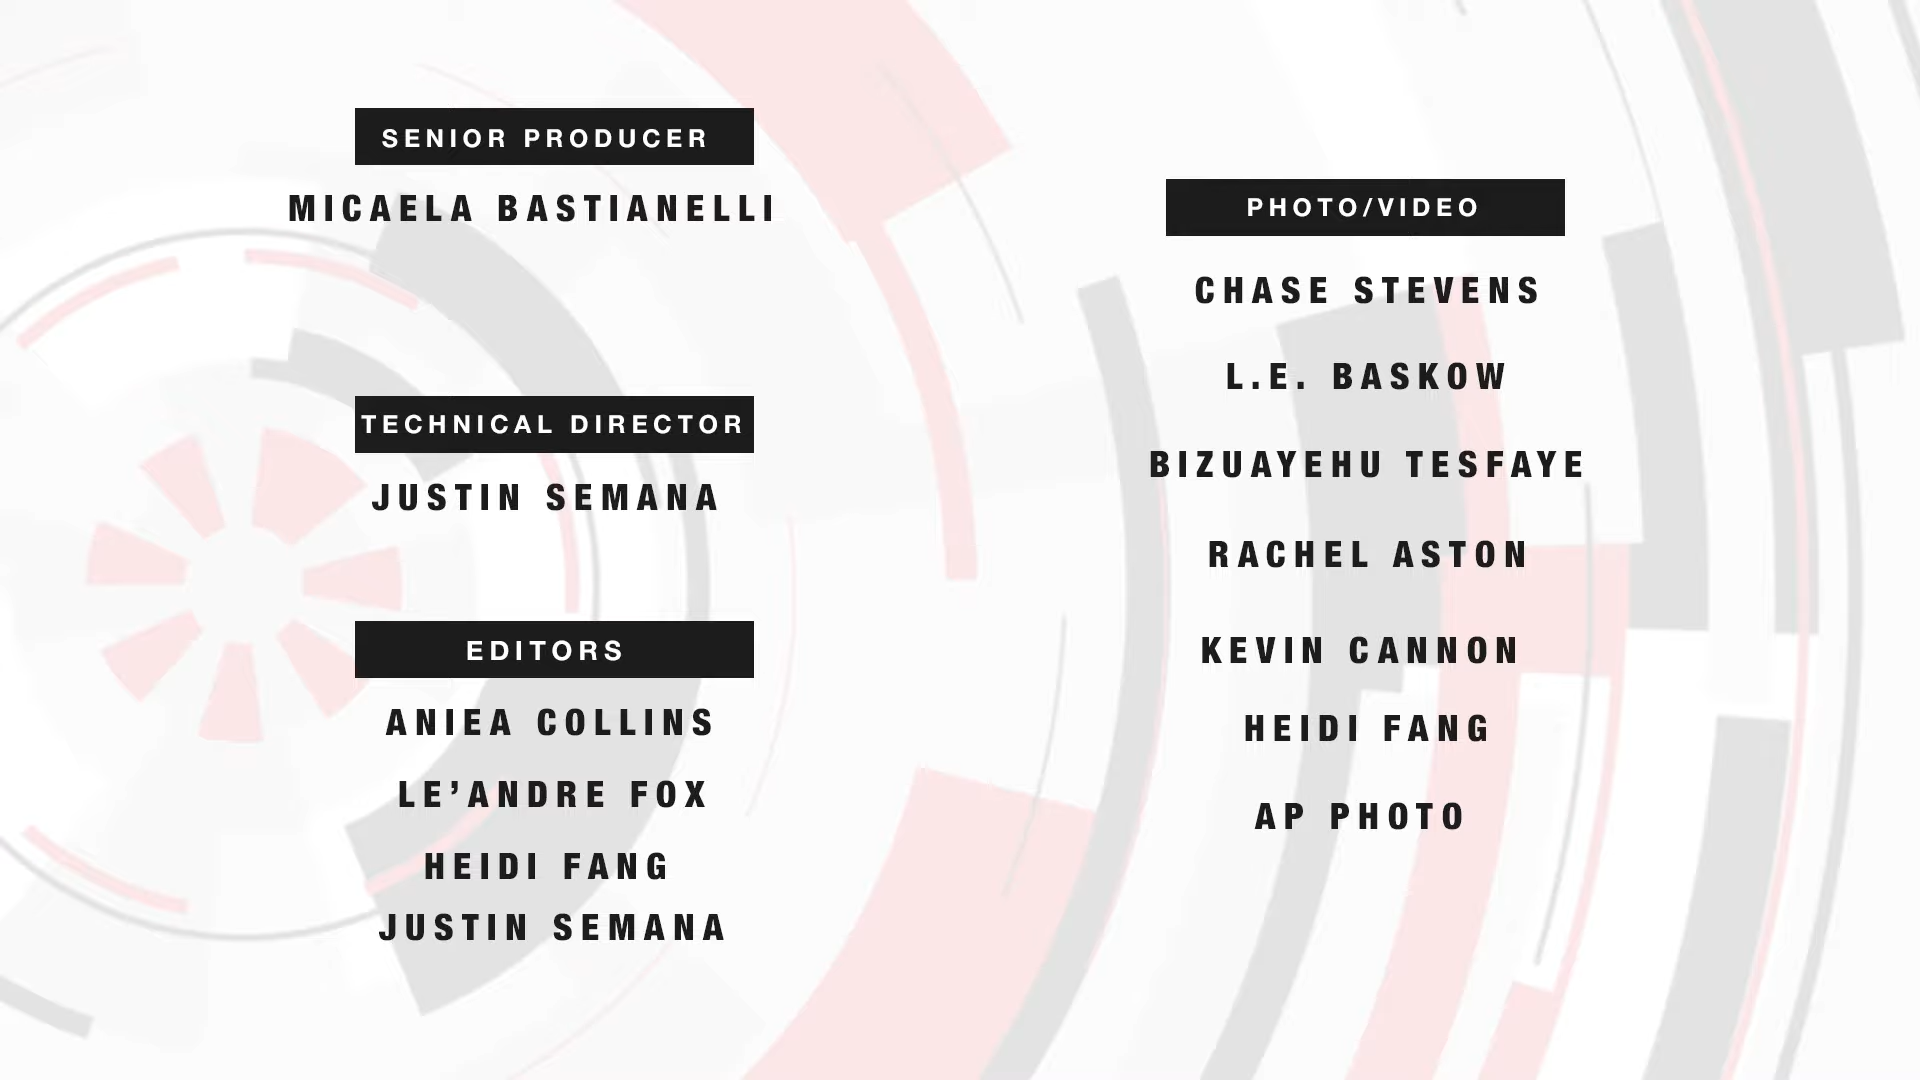 SENIOR PRODUCER
MICAELA BASTIANELLI
TECHNICAL DIRECTOR
JUSTIN SEMANA
EDITORS
ANIEA COLLINS
LE’ANDRE FOX
HEIDI FANG
JUSTIN SEMANA
PHOTO/VIDEO
CHASE STEVENS
L.E. BASKOW
BIZUAYEHU TESFAYE
RACHEL ASTON
KEVIN CANNON
HEIDI FANG
AP PHOTO